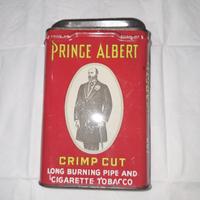 PRINCE ALBERT
CRIMP CUT
LONG BURNING PIPE AND
CIGARETTE TOBACCO